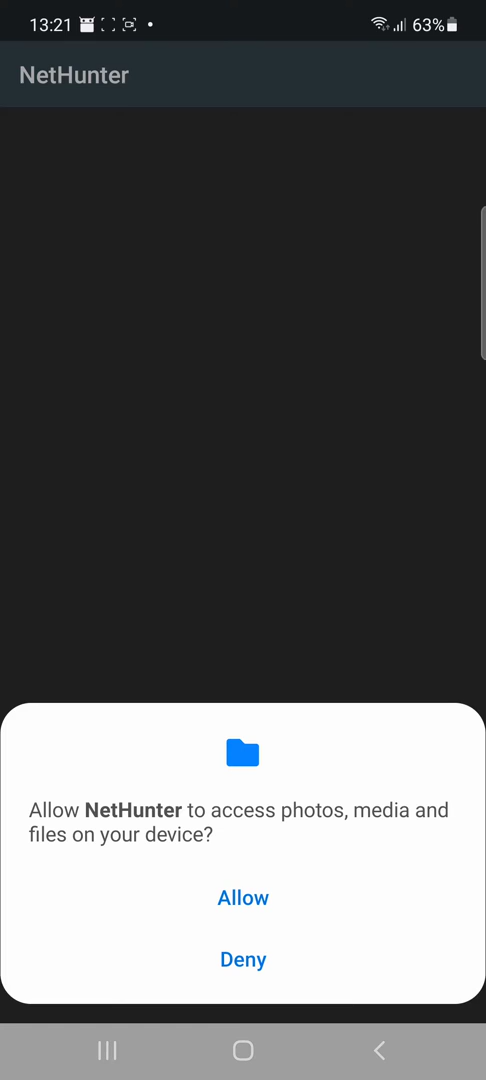 13:21 63%
NetHunter
Allow NetHunter to access photos, media and
files on your device?
Allow
Deny